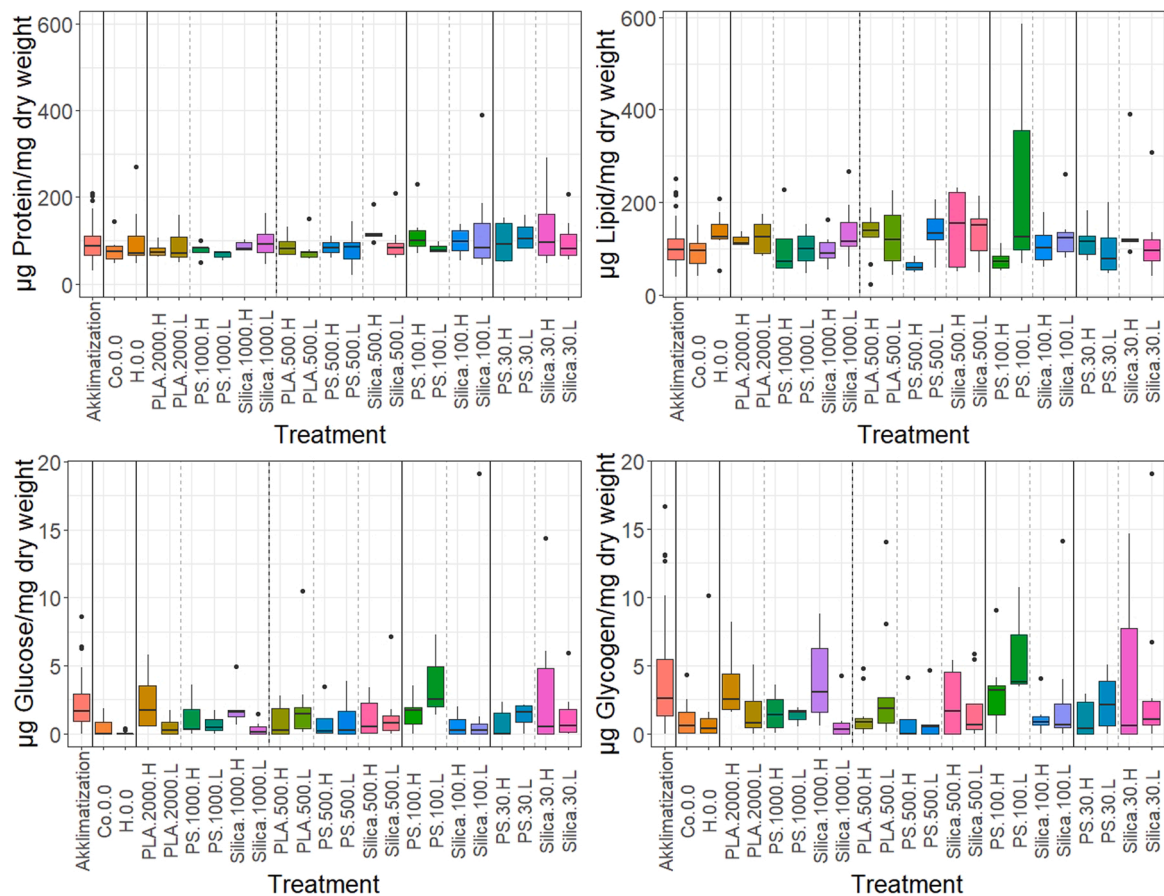 600
400
200
0
µg Protein/mg dry weight
Akklimatization
Co.0.0
H.0.0
PLA.2000.H
PLA.2000.L
PS.1000.H
PS.1000.L
Silica.1000.H
Silica.1000.L
PLA.500.H
PLA.500.L
PS.500.H
PS.500.L
Silica.500.H
Silica.500.L
PS.100.H
PS.100.L
Silica.100.H
Silica.100.L
PS.30.H
PS.30.L
Silica.30.H
Silica.30.L
Treatment
600
400
200
0
µg Lipid/mg dry weight
Akklimatization
Co.0.0
H.0.0
PLA.2000.H
PLA.2000.L
PS.1000.H
PS.1000.L
Silica.1000.H
Silica.1000.L
PLA.500.H
PLA.500.L
PS.500.H
PS.500.L
Silica.500.H
Silica.500.L
PS.100.H
PS.100.L
Silica.100.H
Silica.100.L
PS.30.H
PS.30.L
Silica.30.H
Silica.30.L
Treatment
20
15
10
5
0
µg Glucose/mg dry weight
Akklimatization
Co.0.0
H.0.0
PLA.2000.H
PLA.2000.L
PS.1000.H
PS.1000.L
Silica.1000.H
Silica.1000.L
PLA.500.H
PLA.500.L
PS.500.H
PS.500.L
Silica.500.H
Silica.500.L
PS.100.H
PS.100.L
Silica.100.H
Silica.100.L
PS.30.H
PS.30.L
Silica.30.H
Silica.30.L
Treatment
20
15
10
5
0
µg Glycogen/mg dry weight
Akklimatization
Co.0.0
H.0.0
PLA.2000.H
PLA.2000.L
PS.1000.H
PS.1000.L
Silica.1000.H
Silica.1000.L
PLA.500.H
PLA.500.L
PS.500.H
PS.500.L
Silica.500.H
Silica.500.L
PS.100.H
PS.100.L
Silica.100.H
Silica.100.L
PS.30.H
PS.30.L
Silica.30.H
Silica.30.L
Treatment